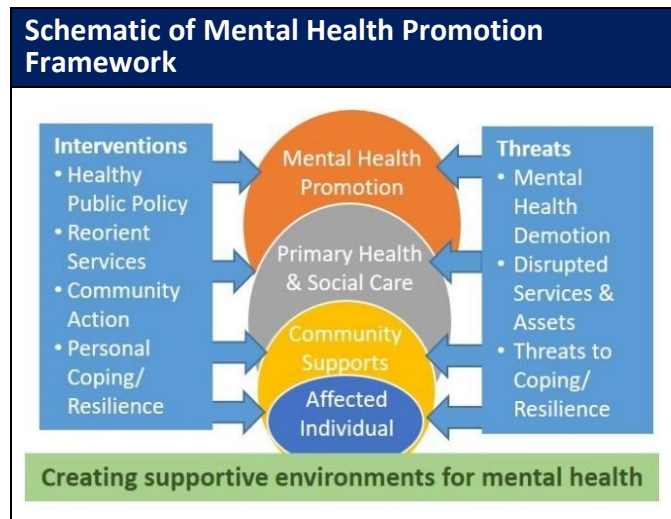 Schematic of Mental Health Promotion
Framework
Interventions
• Healthy
Public Policy
• Reorient
Services
• Community
Action
• Personal
Coping/
Resilience
Mental Health
Promotion
Primary Health
& Social Care
Community
Supports
Affected
Individual
Threats
• Mental
Health
Demotion
• Disrupted
Services &
Assets
• Threats to
Coping/
Resilience
Creating supportive environments for mental health